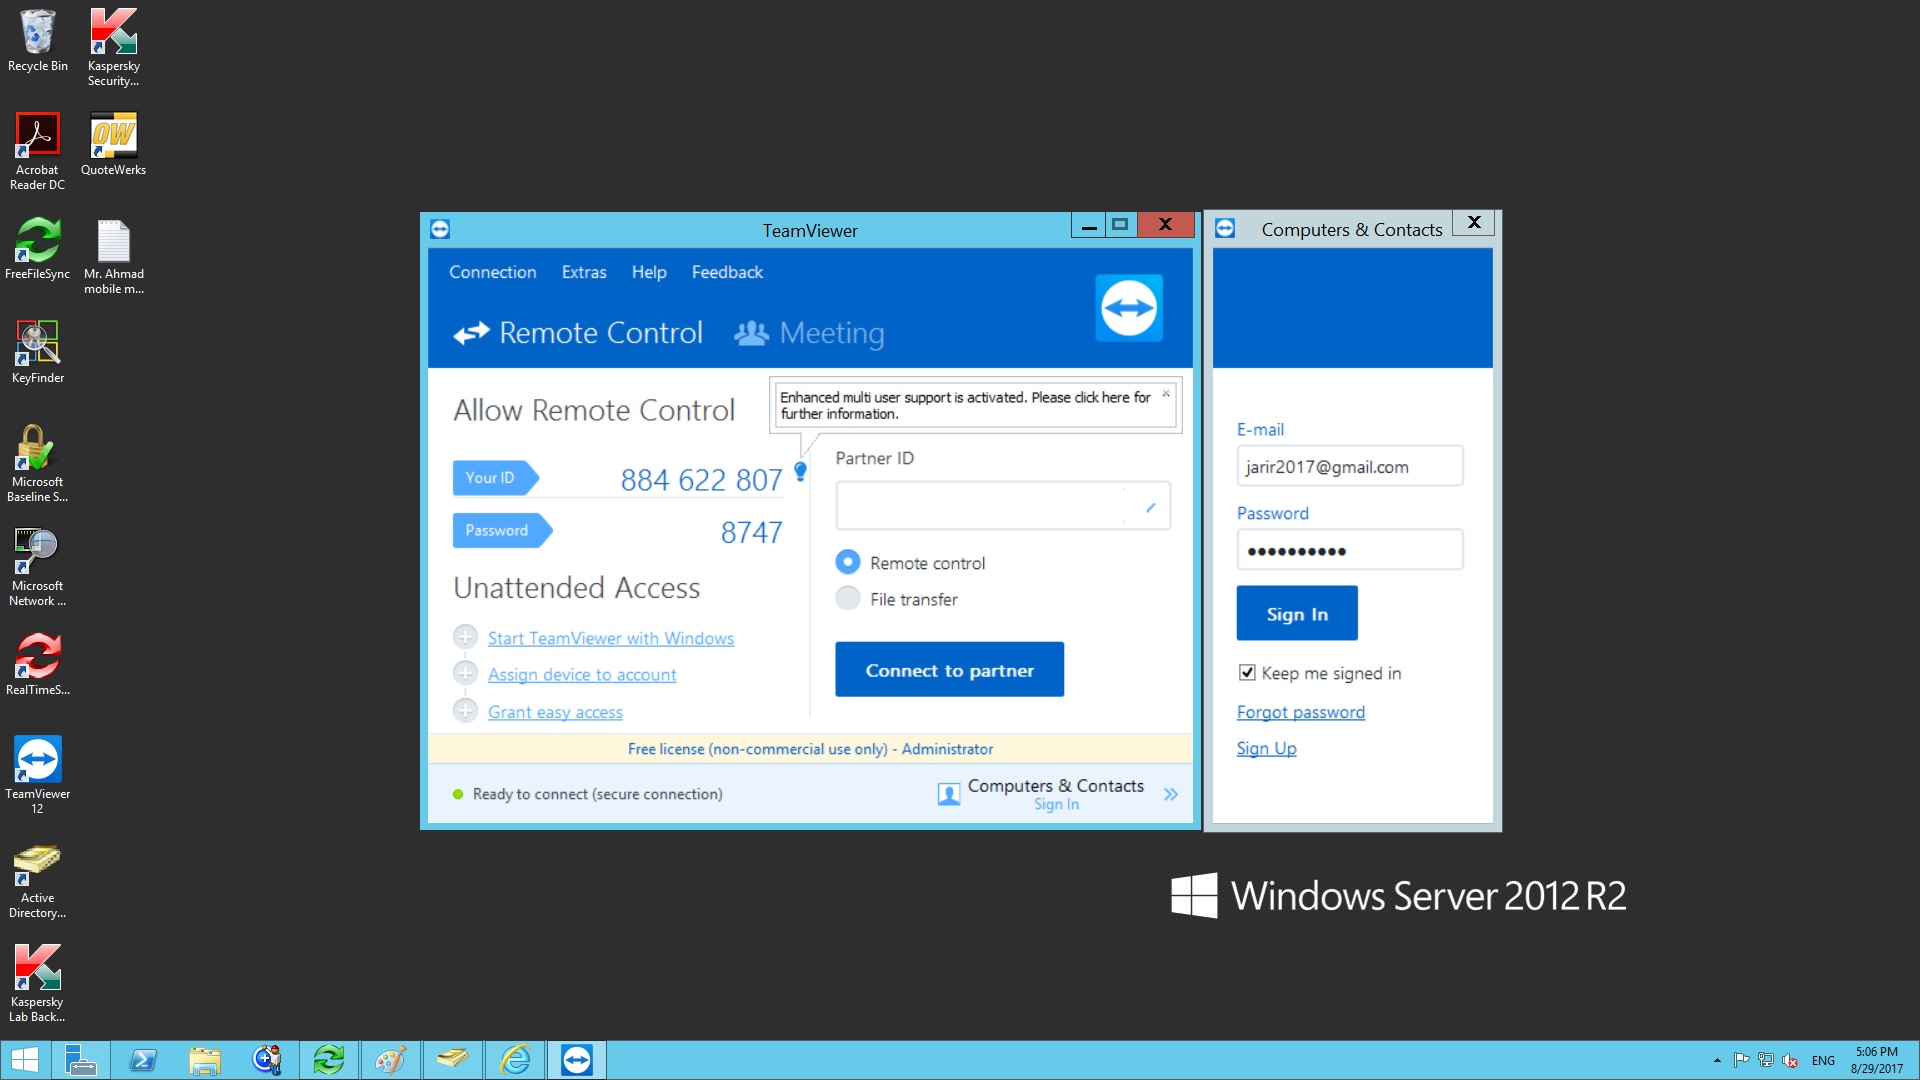 Recycle Bin
Kaspersky
Security...
Acrobat
Reader DC
OW
QuoteWerks
FreeFileSync
Mr. Ahmad
mobile m...
KeyFinder
Microsoft
Baseline S...
Microsoft
Network ...
RealTimeS...
TeamViewer
12
Active
Directory...
Kaspersky
Lab Back...
TeamViewer
X
Connection Extras Help Feedback
Remote Control Meeting
Allow Remote Control
Enhanced multi user support is activated. Please click here for
further information.
Your ID 884 622 807
Password 8747
Unattended Access
Start TeamViewer with Windows
Assign device to account
Grant easy access
Partner ID
Remote control
File transfer
Connect to partner
Free license (non-commercial use only) - Administrator
Ready to connect (secure connection)
Computers & Contacts
Sign In
Computers & Contacts
X
E-mail
jarir2017@gmail.com
Password
••••••••••
Sign In
Keep me signed in
Forgot password
Sign Up
Windows Server 2012 R2
ENG
5:06 PM
8/29/2017